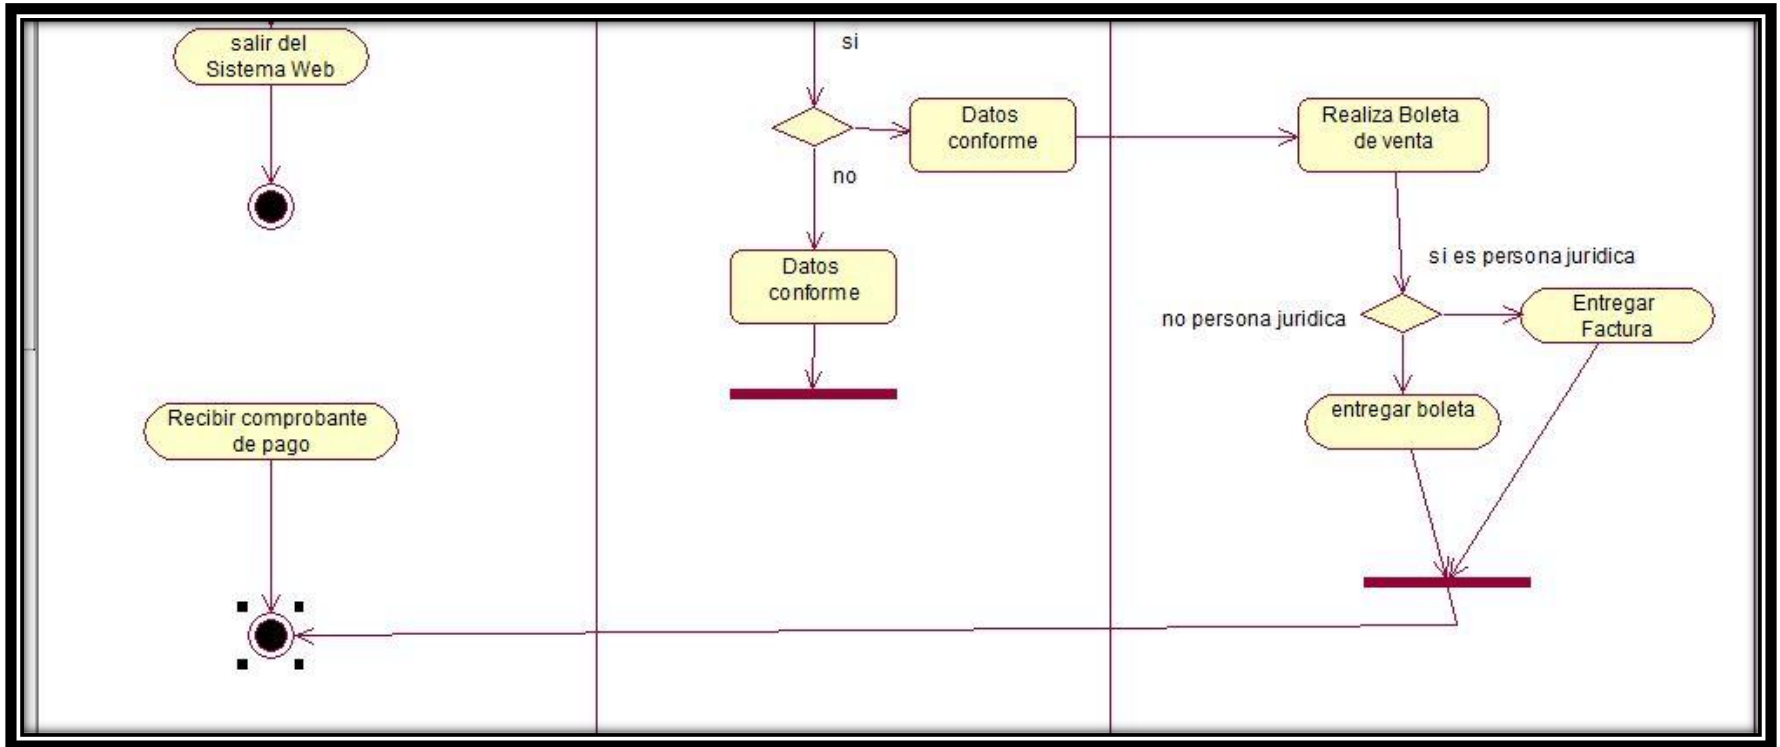 salir del
Sistema Web
si
Datos
conforme
Realiza Boleta
de venta
no
si es persona juridica
Datos
conforme
Entregar
Factura
no persona juridica
entregar boleta
Recibir comprobante
de pago